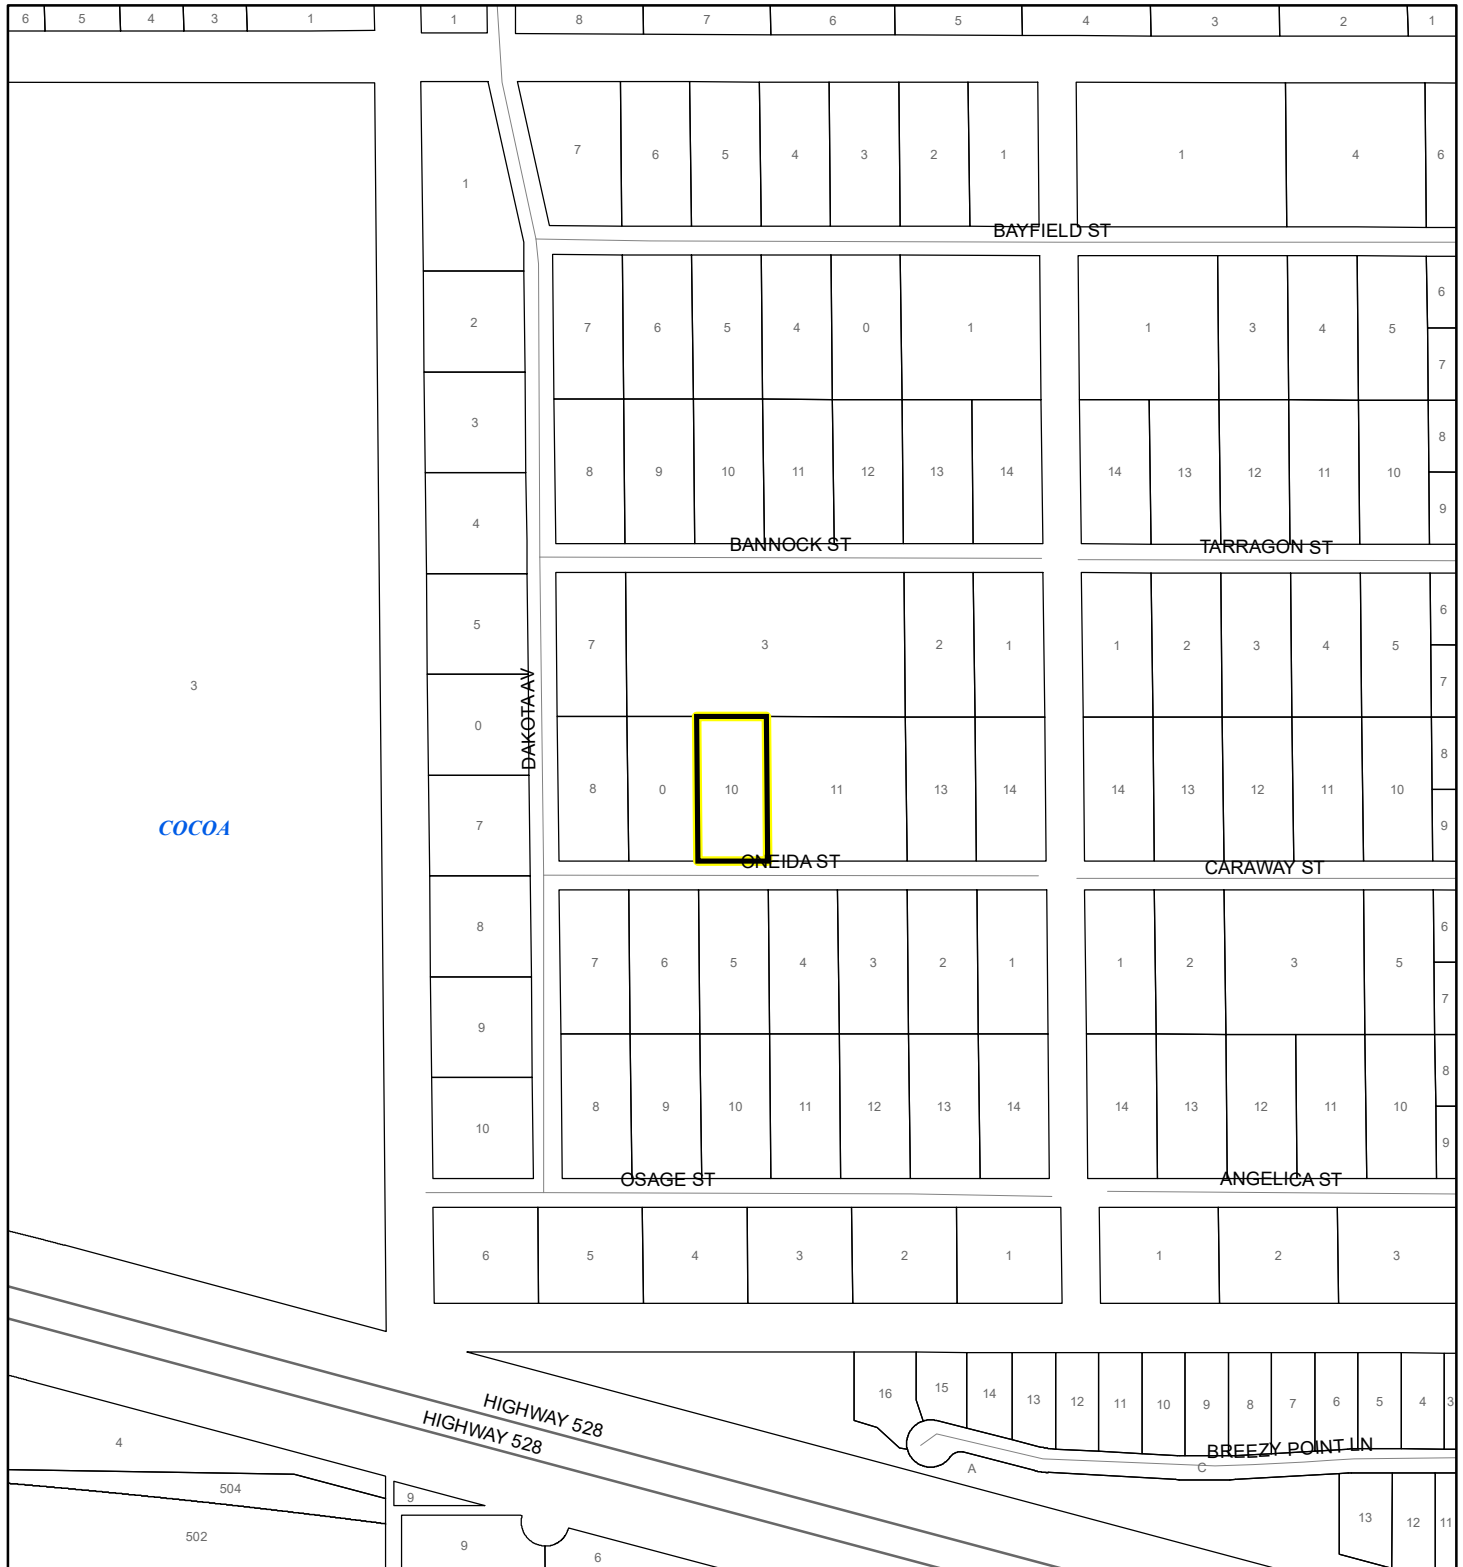 6 5 4 3 1 1 8 7 6 5 4 3 2 1
7 6 5 4 3 2 1 1 4 6
1
BAYFIELD ST
6
2 7 6 5 4 0 1 1 3 4 5
7
3
8
8 9 10 11 12 13 14 14 13 12 11 10
9
4
BANNOCK ST TARRAGON ST
6
5 7 3 2 1 1 2 3 4 5
7
3
DAKOTA AV
0
8
8 0 10 11 13 14 14 13 12 11 10
9
COCOA
7
ONEIDA ST CARAWAY ST
8
6
7 6 5 4 3 2 1 1 2 3 5
7
9
8
8 9 10 11 12 13 14 14 13 12 11 10
9
10
OSAGE ST ANGELICA ST
6 5 4 3 2 1 1 2 3
16 15 14 13 12 11 10 9 8 7 6 5 4 3
HIGHWAY 528
HIGHWAY 528
BREEZY POINT LN
4
A C
504
9
13 12 11
502
9
6